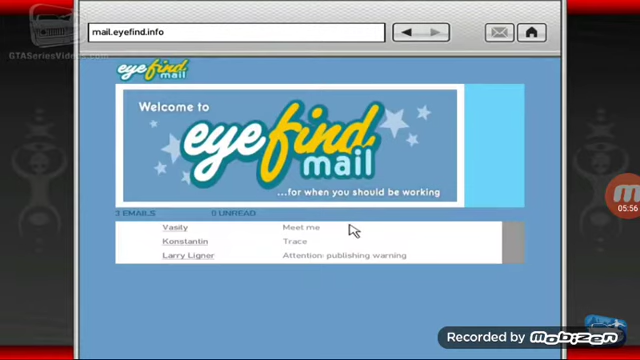 mail.eyefind.info
GTASeriesVideos.com
eyefind
mail
Welcome to
eyefind
mail
...for when you should be working
3 EMAILS 0 UNREAD
Vasily Meet me
Konstantin Trace
Larry Ligner Attention: publishing warning
05:56
Recorded by Mobizen